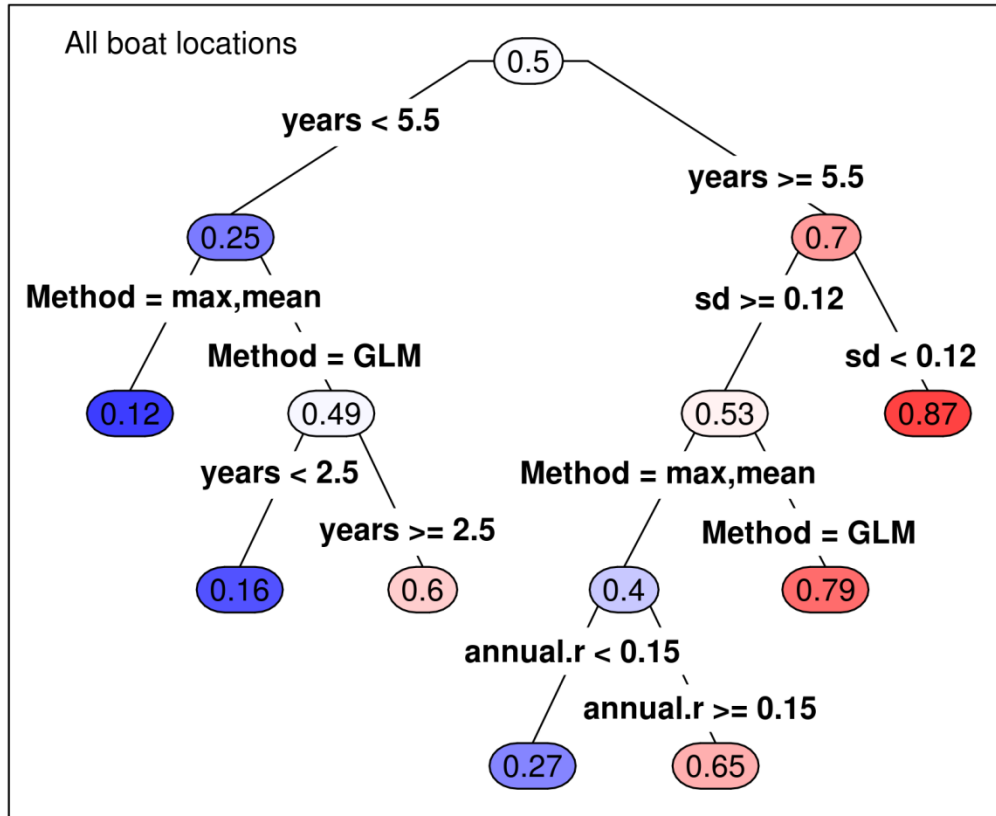 All boat locations
0.5
years < 5.5
years >= 5.5
0.25
0.7
Method = max,mean
sd >= 0.12
Method = GLM
sd < 0.12
0.12
0.49
0.53
0.87
years < 2.5
Method = max,mean
years >= 2.5
Method = GLM
0.16
0.6
0.4
0.79
annual.r < 0.15
annual.r >= 0.15
0.27
0.65